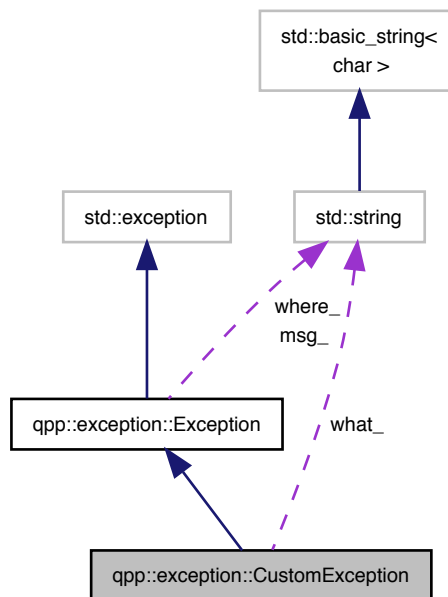 std::basic_string<
char >
std::exception
std::string
where_
msg_
qpp::exception::Exception
what_
qpp::exception::CustomException